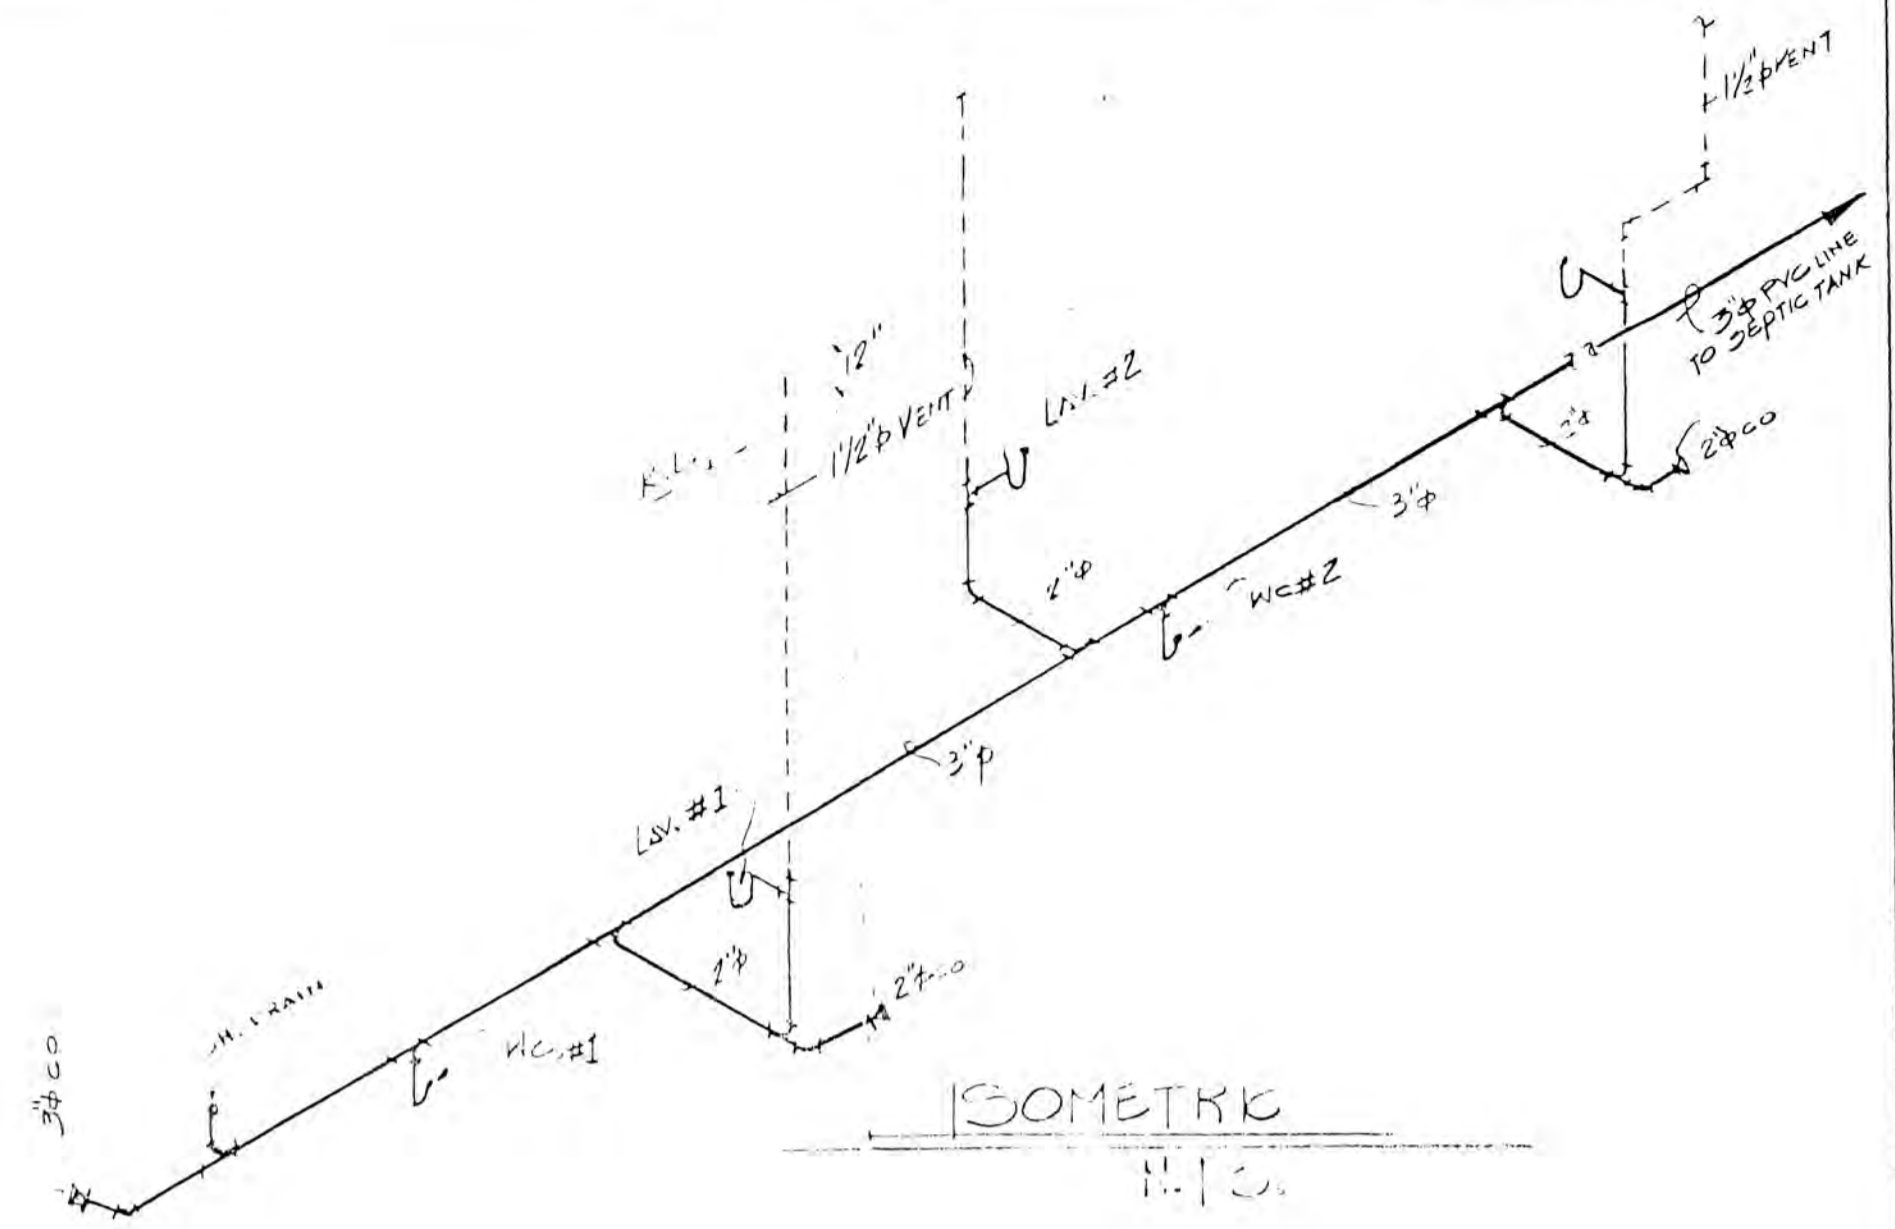 1½"φ VENT
3"φ PVC LINE
TO SEPTIC TANK
12"
1½"φ VENT
LAV. #2
2"φ
2"φ CO
3"φ
2"φ
WC#2
3"φ
LAV. #1
2"φ
2"φ CO
W.C. #1
3"φ CO
ISOMETRIC
N.T.S.